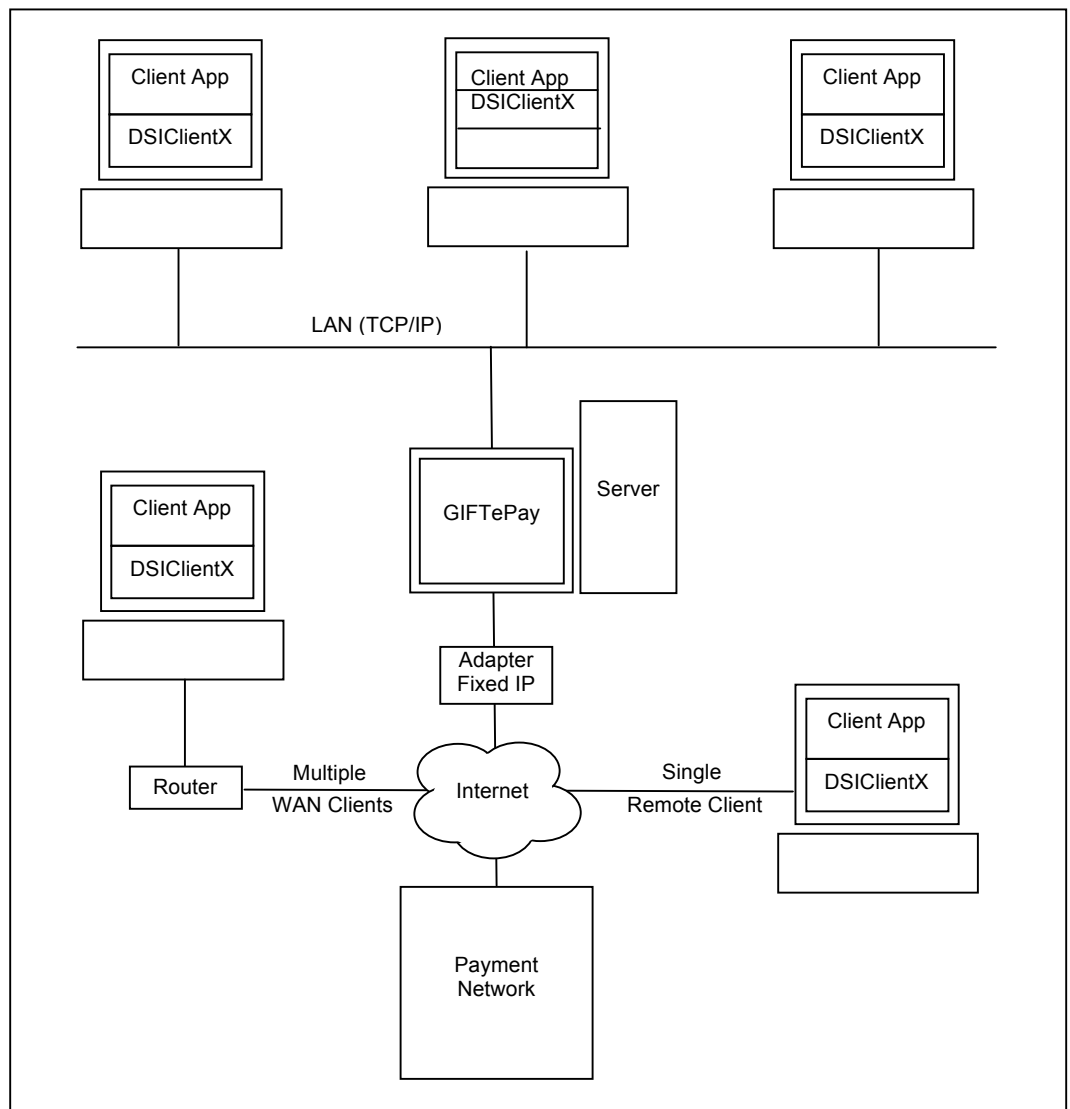 Client App
DSIClientX
Client App
DSIClientX
Client App
DSIClientX
LAN (TCP/IP)
GIFTePay
Server
Client App
DSIClientX
Adapter
Fixed IP
Router
Multiple
WAN Clients
Internet
Single
Remote Client
Client App
DSIClientX
Payment
Network